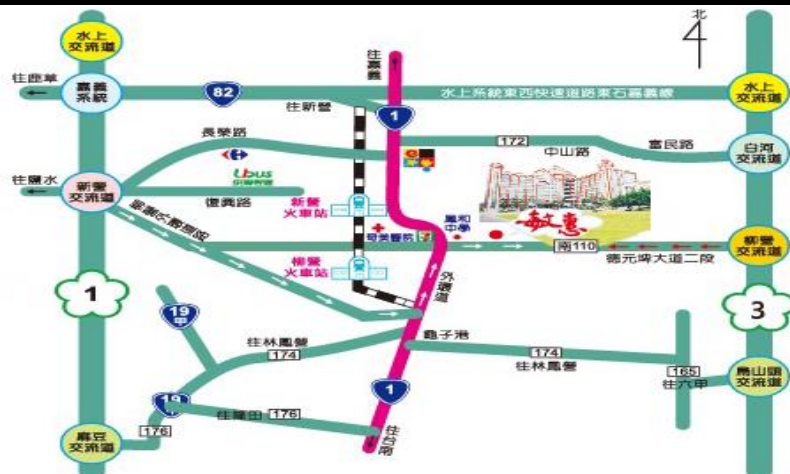 北
水上
交流道
往嘉義
往鹿草
嘉義
系統
82
水上系統東西快速道路東石嘉義線
水上
交流道
往新營
1
長榮路
172
中山路
富民路
白河
交流道
Ubus
往鹽水
新營
交流道
復興路
新營
火車站
敏惠
鳳和
中學
奇美醫院
7
南110
柳營
交流道
德元埤大道二段
柳營
火車站
外環道
1
3
19
甲
龜子港
往林鳳營
174
174
往林鳳營
165
往六甲
烏山頭
交流道
1
19
甲
往隆田
176
176
麻豆
交流道
往台南